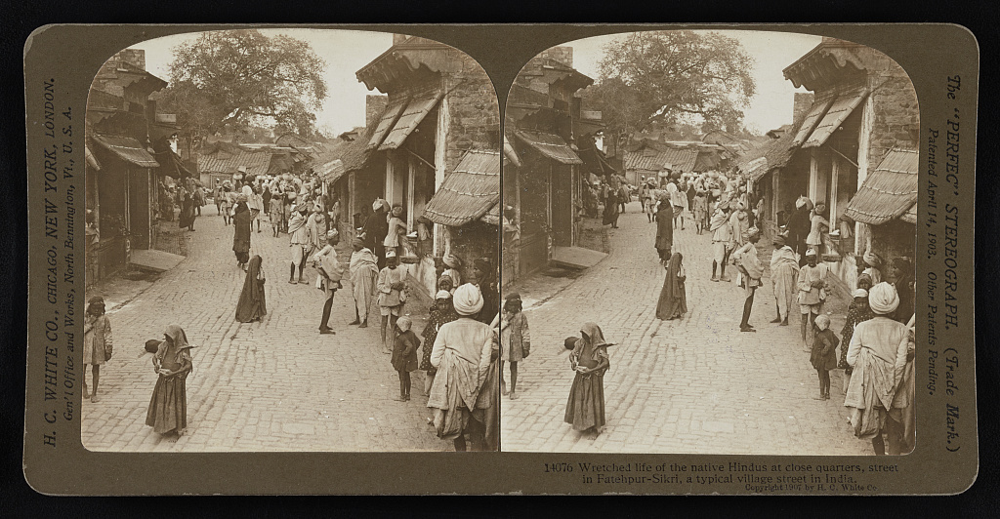 H. C. WHITE CO., CHICAGO, NEW YORK, LONDON.
Gen'l Office and Works, North Bennington, Vt., U. S. A.
The "PERFEC" STEREOGRAPH. (Trade Mark.)
Patented April 14, 1903. Other Patents Pending.
14076 Wretched life of the native Hindus at close quarters, street
in Fatehpur-Sikri, a typical village street in India.
Copyright 1907 by H. C. White Co